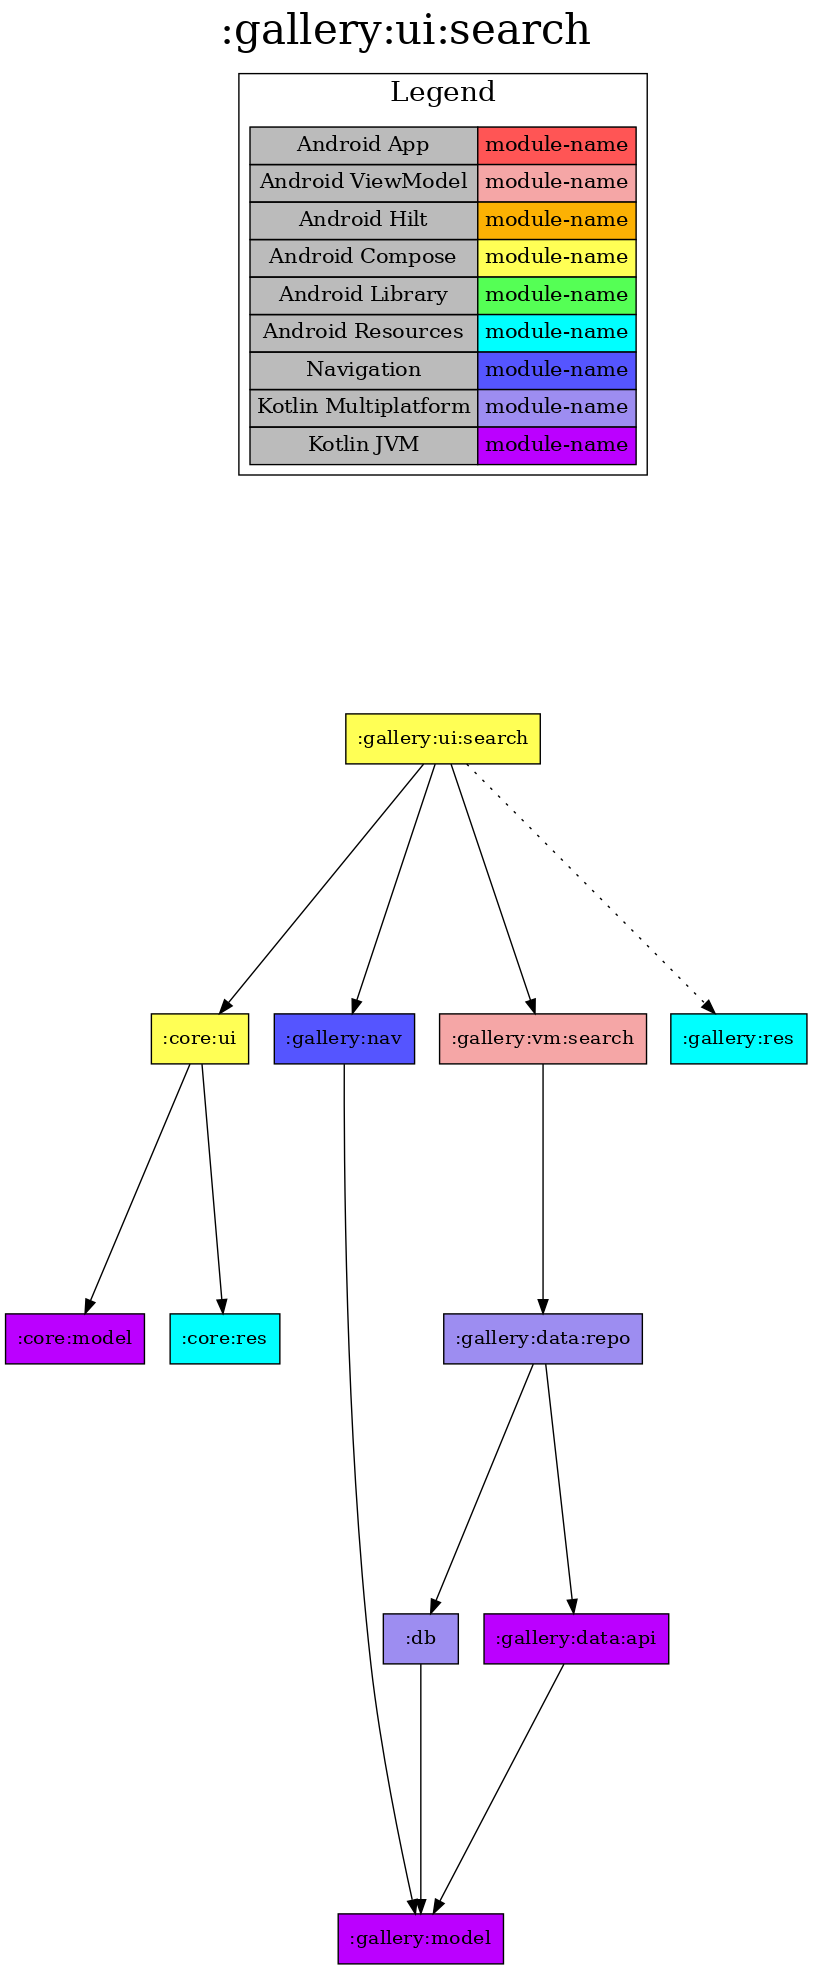 :gallery:ui:search
Legend
Android App module-name
Android ViewModel module-name
Android Hilt module-name
Android Compose module-name
Android Library module-name
Android Resources module-name
Navigation module-name
Kotlin Multiplatform module-name
Kotlin JVM module-name
:gallery:ui:search
:core:ui :gallery:nav :gallery:vm:search :gallery:res
:core:model :core:res :gallery:data:repo
:db :gallery:data:api
:gallery:model